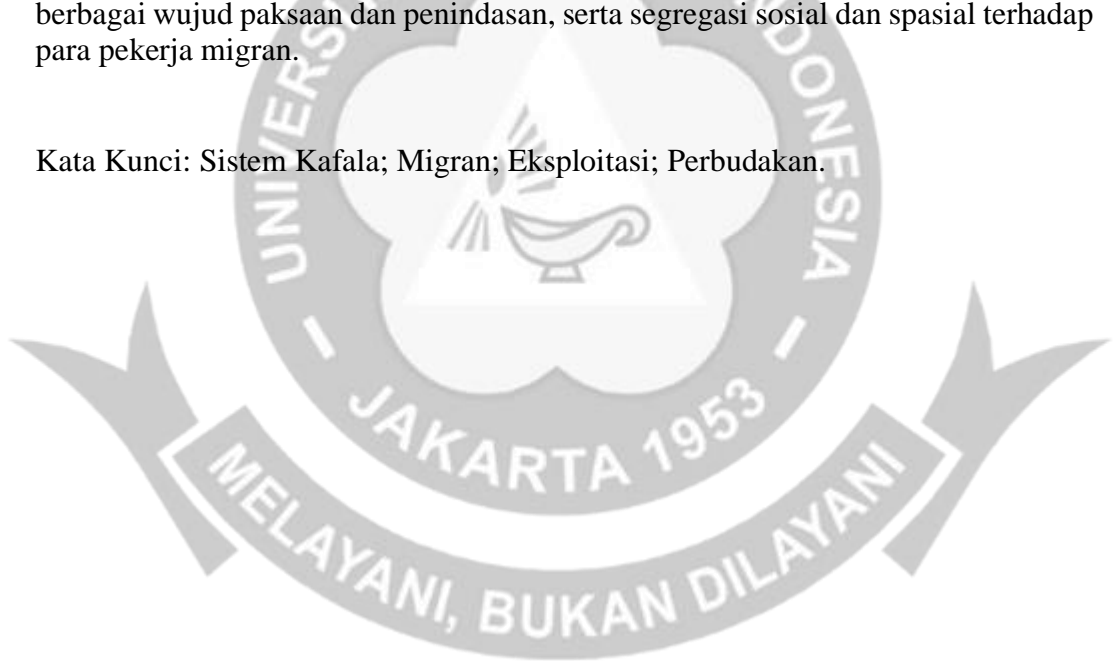 berbagai wujud paksaan dan penindasan, serta segregasi sosial dan spasial terhadap
para pekerja migran.
Kata Kunci: Sistem Kafala; Migran; Eksploitasi; Perbudakan.
JAKARTA 1953
MELAYANI, BUKAN DILAYANI